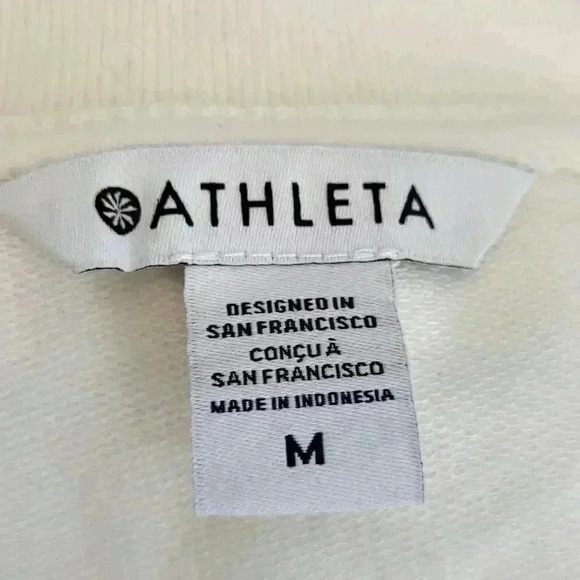 ATHLETA
DESIGNED IN
SAN FRANCISCO
CONÇU À
SAN FRANCISCO
MADE IN INDONESIA
M